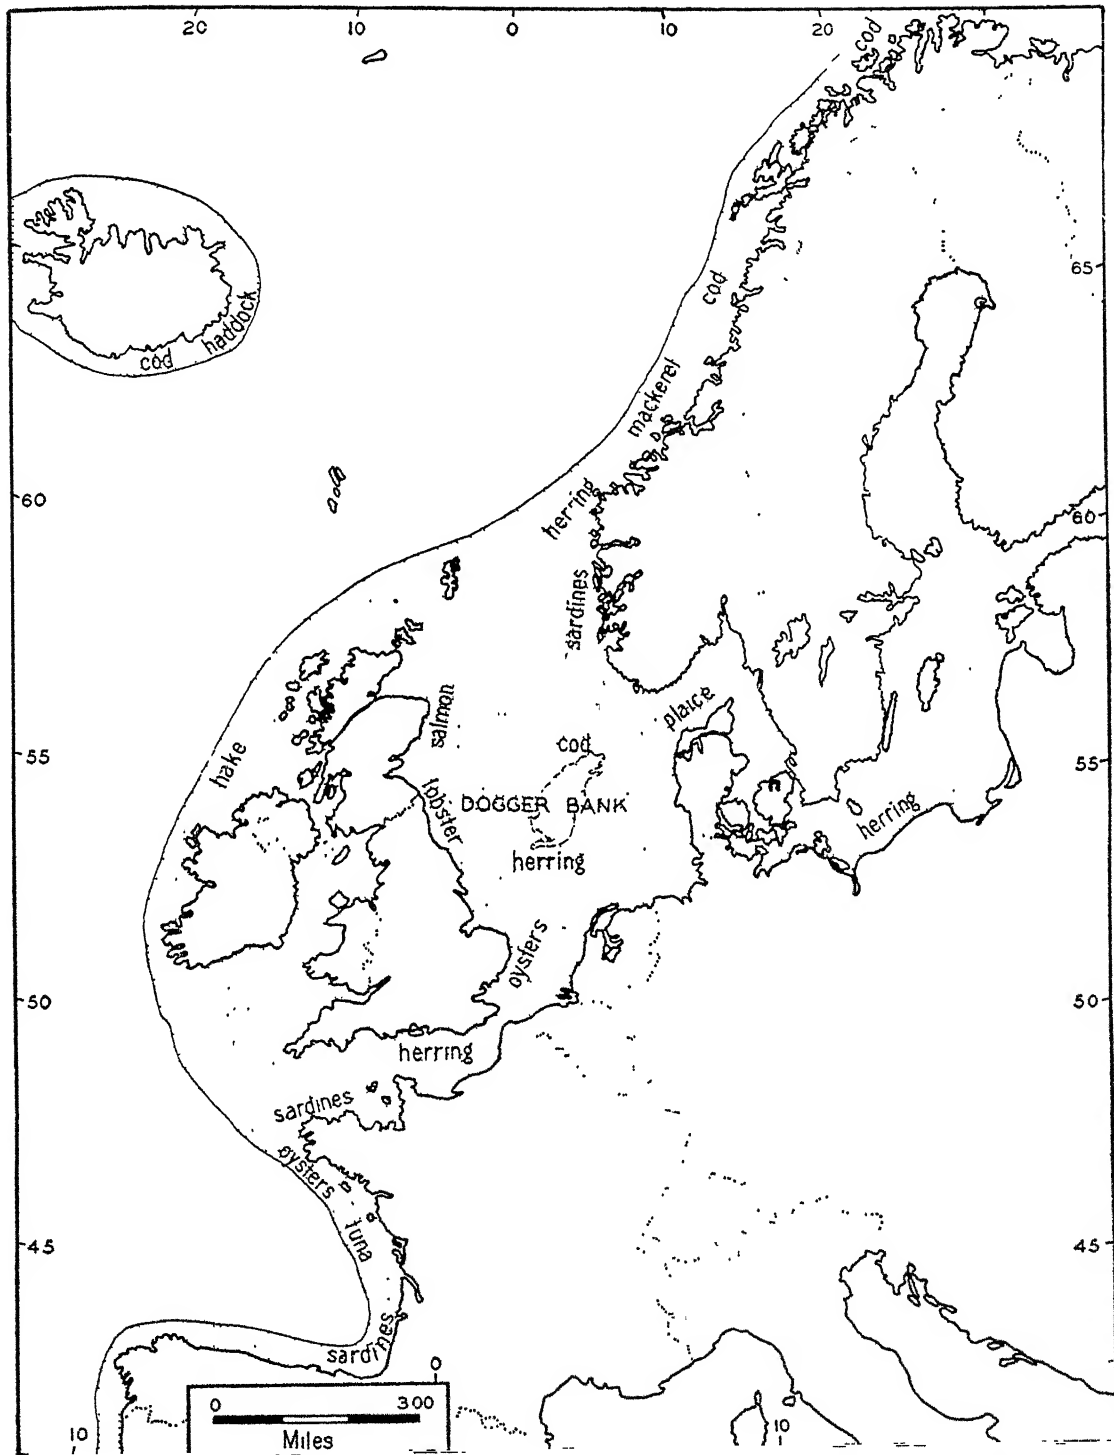 20 10 0 10 20
cod
65
cod
haddock
cod
mackerel
60
herring
60
sardines
plaice
salmon
hake
cod
55
55
lobster
DOGGER BANK
herring
herring
oysters
50
50
herring
sardines
oysters
tuna
45
45
sardines
0
0 300
Miles
10
10